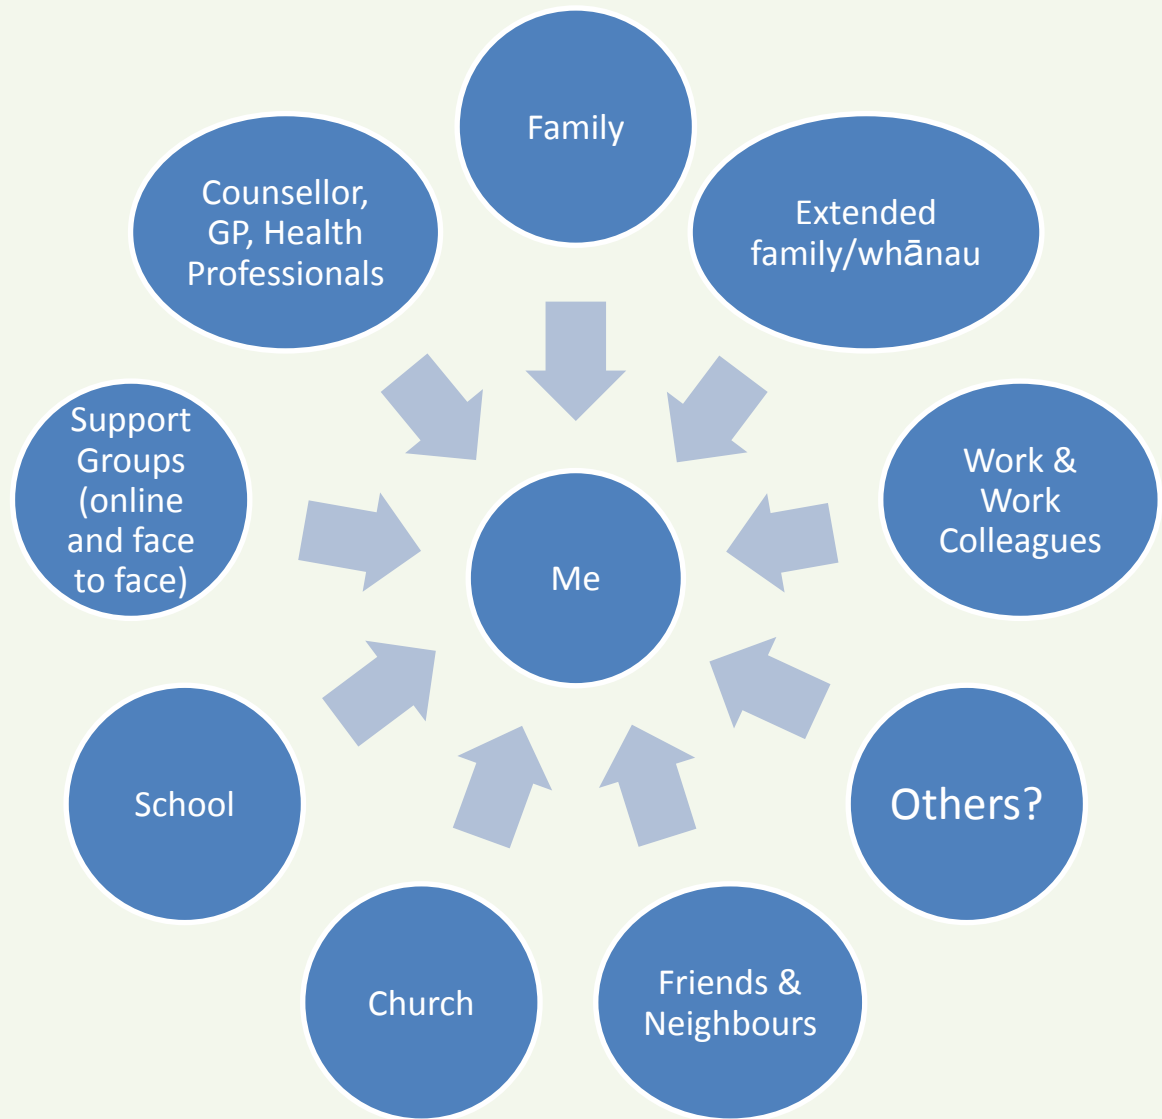 Family
Counsellor,
GP, Health
Professionals
Extended
family/whānau
Support
Groups
(online
and face
to face)
Work &
Work
Colleagues
Me
School
Others?
Church
Friends &
Neighbours